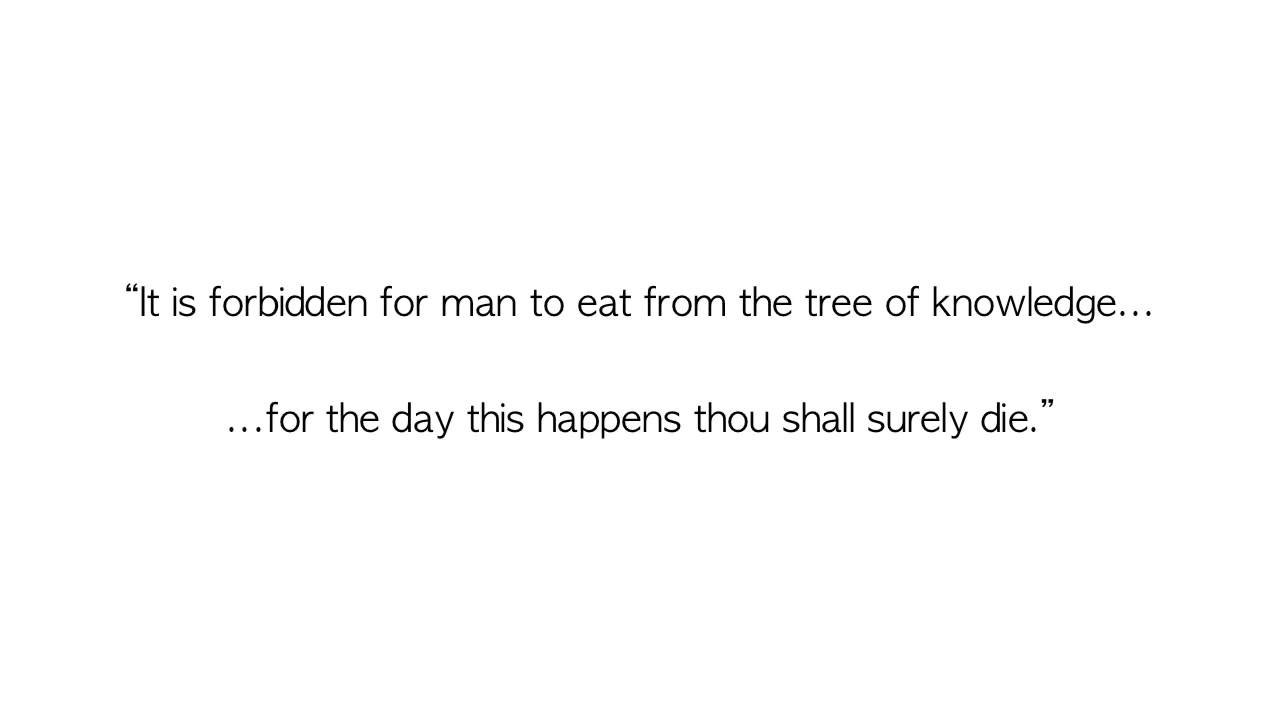 “It is forbidden for man to eat from the tree of knowledge…
…for the day this happens thou shall surely die.”